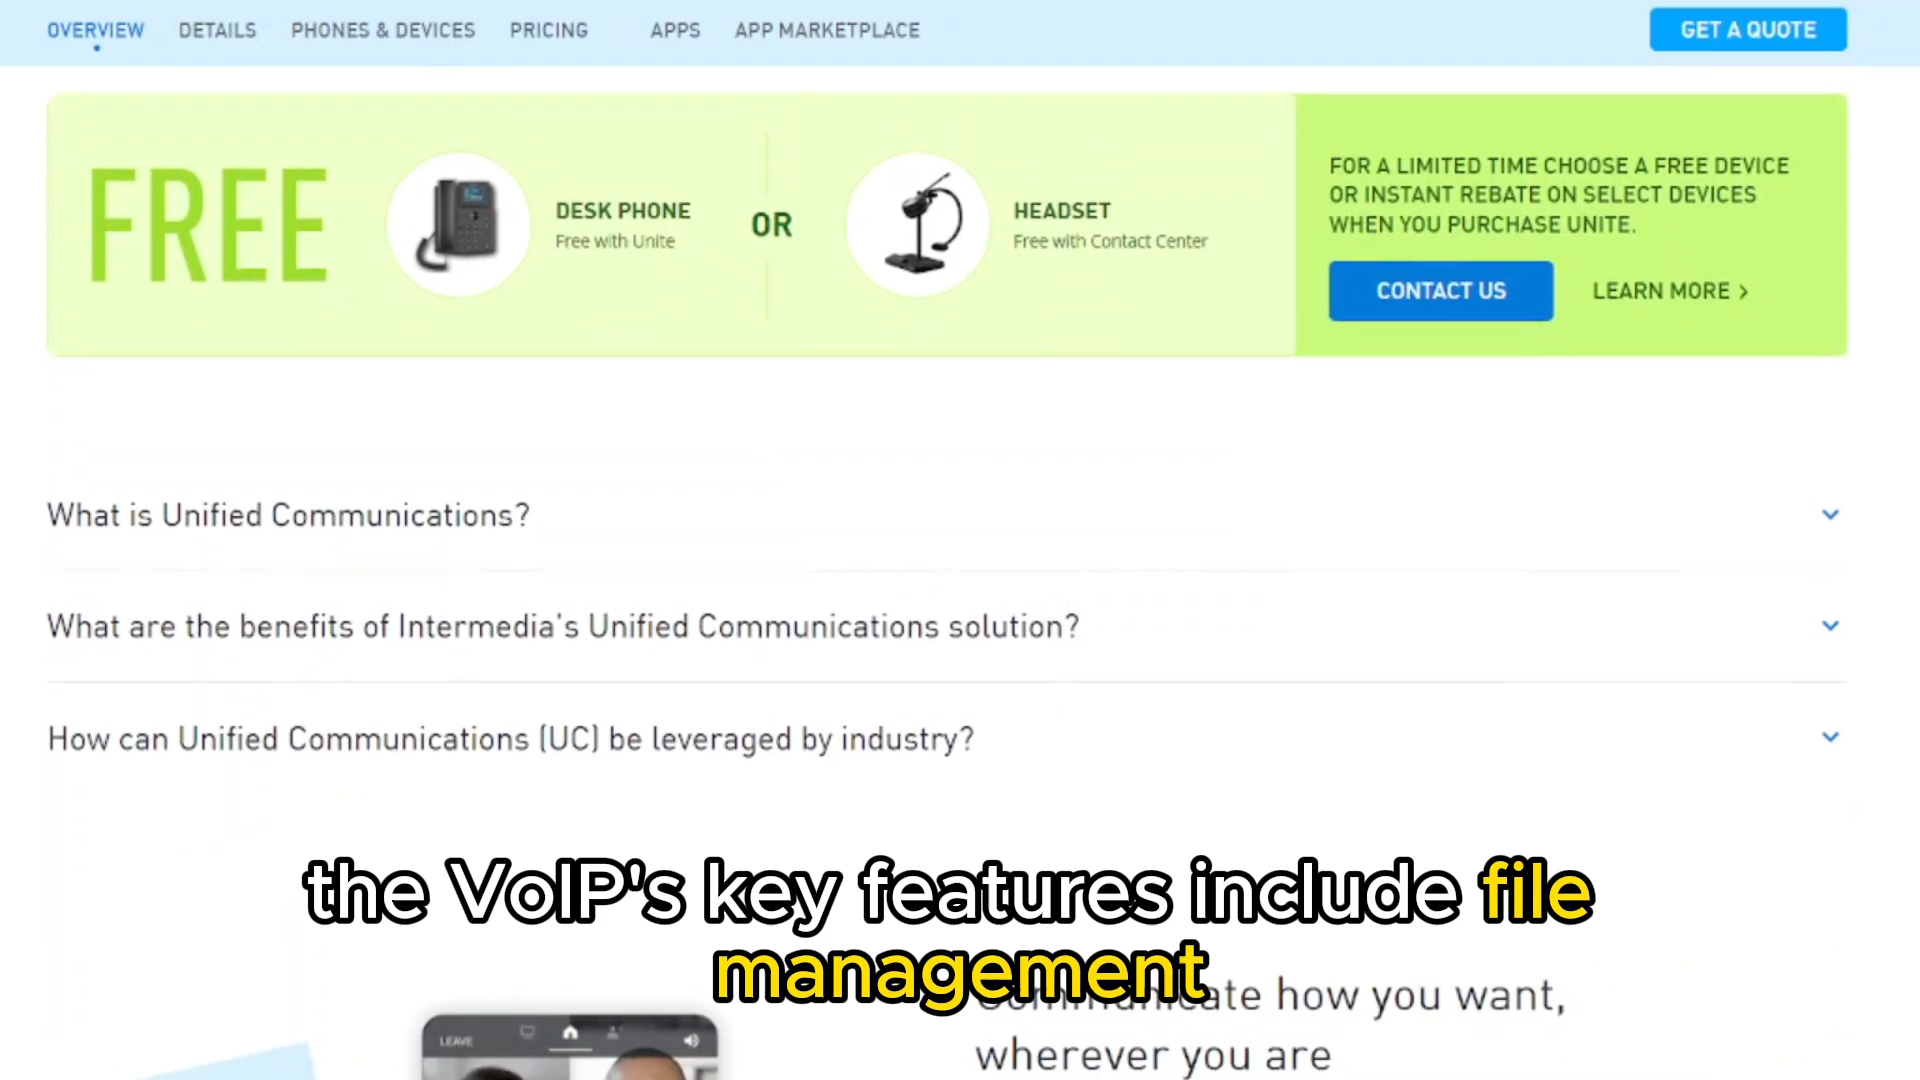 OVERVIEW DETAILS PHONES & DEVICES PRICING APPS APP MARKETPLACE GET A QUOTE
FREE
DESK PHONE
Free with Unite
OR
HEADSET
Free with Contact Center
FOR A LIMITED TIME CHOOSE A FREE DEVICE
OR INSTANT REBATE ON SELECT DEVICES
WHEN YOU PURCHASE UNITE.
CONTACT US LEARN MORE >
What is Unified Communications?
What are the benefits of Intermedia's Unified Communications solution?
How can Unified Communications (UC) be leveraged by industry?
the VoIP's key features include file
management
Communicate how you want,
wherever you are
LEAVE